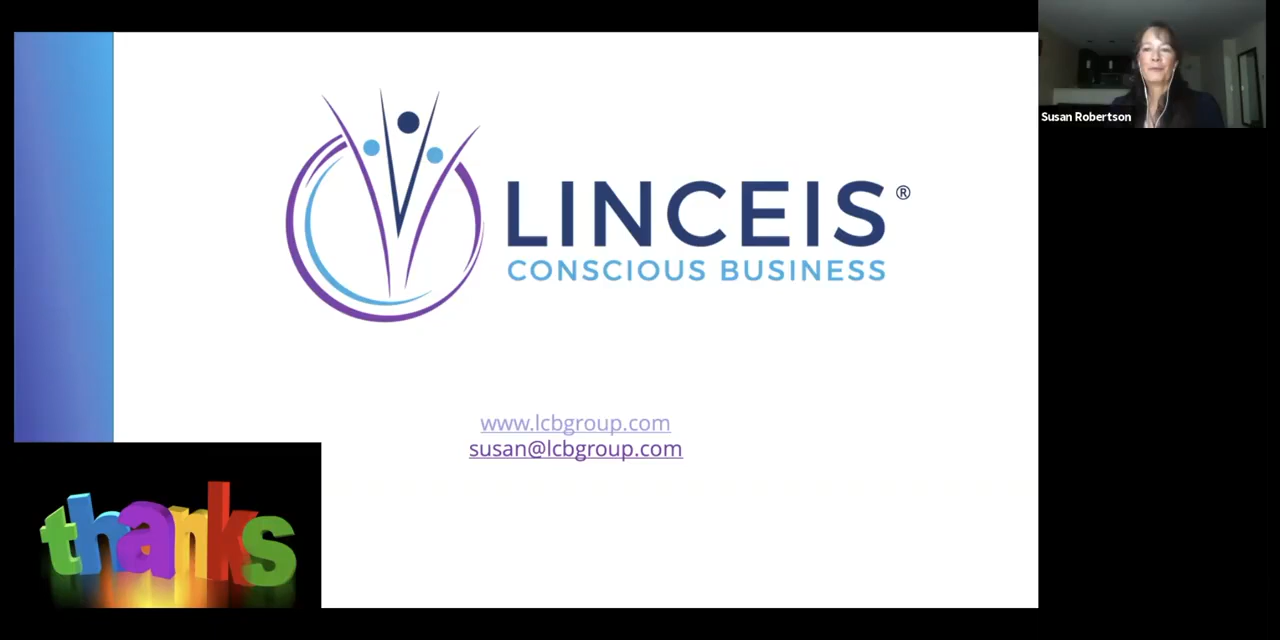 LINCEIS®
CONSCIOUS BUSINESS
www.lcbgroup.com
susan@lcbgroup.com
thanks
Susan Robertson